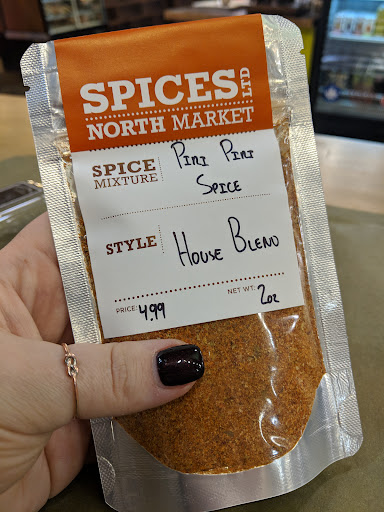 SPICES LTD
NORTH MARKET
SPICE MIXTURE Piri Piri Spice
STYLE House Blend
PRICE: 4.99 NET WT: 2oz